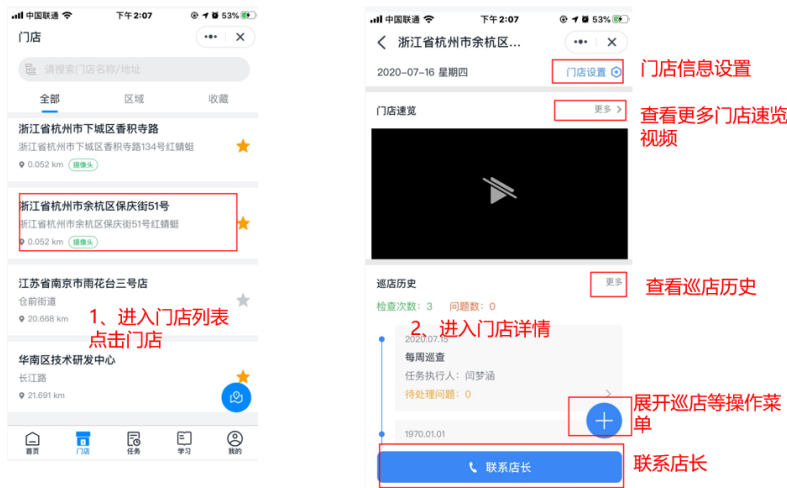 中国联通 下午2:07 53%
门店
请搜索门店名称/地址
全部 区域 收藏
浙江省杭州市下城区香积寺路
浙江省杭州市下城区香积寺路134号红蜻蜓
0.052 km 摄像头
浙江省杭州市余杭区保庆街51号
浙江省杭州市余杭区保庆街51号红蜻蜓
0.052 km 摄像头
江苏省南京市雨花台三号店
仓前街道
20.668 km
1、进入门店列表
点击门店
华南区技术研发中心
长江路
21.691 km
首页 门店 任务 学习 我的
中国联通 下午2:07 53%
浙江省杭州市余杭区...
2020-07-16 星期四 门店设置
门店信息设置
门店速览 更多
查看更多门店速览
视频
巡店历史 更多
查看巡店历史
检查次数：3 问题数：0
2、进入门店详情
2020.07.15
每周巡查
任务执行人：闫梦涵
待处理问题：0
展开巡店等操作菜
单
1970.01.01
联系店长
联系店长